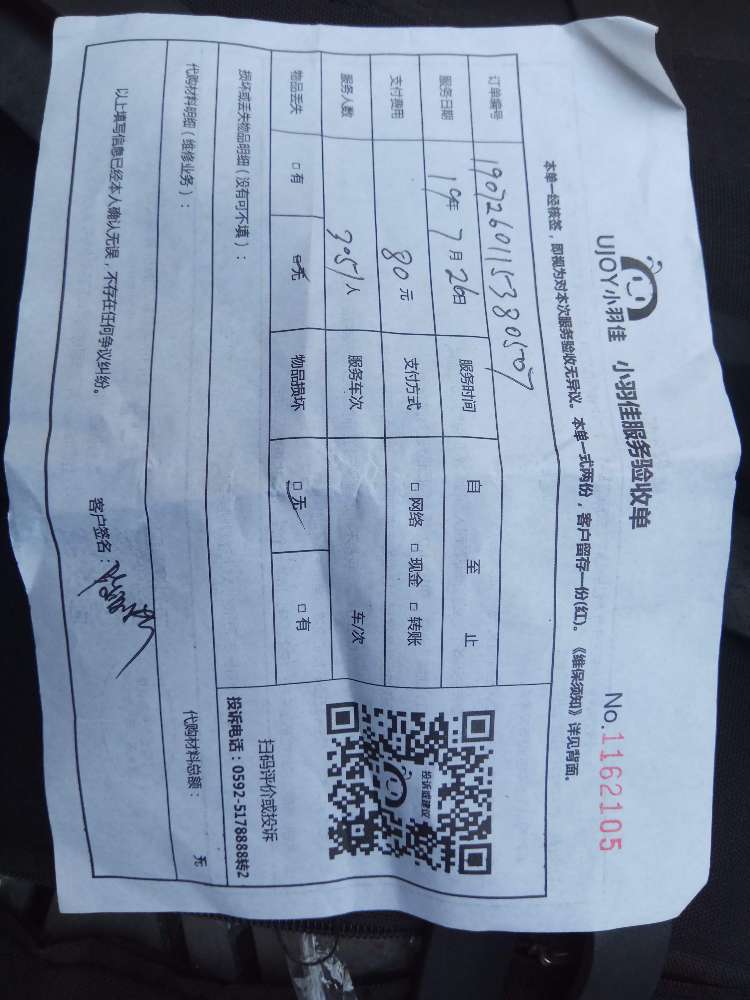 UJOY小羽佳 小羽佳服务验收单
No.1162105
本单一经核签，即视为对本次服务验收无异议。本单一式两份，客户留存一份(红)。《维保须知》详见背面。
订单编号 1907260115380507
服务日期 19年 7月 26日 服务时间 自 至 止
支付费用 80元 支付方式 □网络 □现金 □转账
服务人数 3051人 服务车次 车/次
物品丢失 □有 □无 物品损坏 □无 □有
损坏或丢失物品明细(没有可不填)：
代购材料明细(维修业务)： 代购材料总额： 元
以上填写信息已经本人确认无误，不存在任何争议纠纷。
客户签名：
投诉或建议
扫码评价或投诉
投诉电话：0592-5178888转2